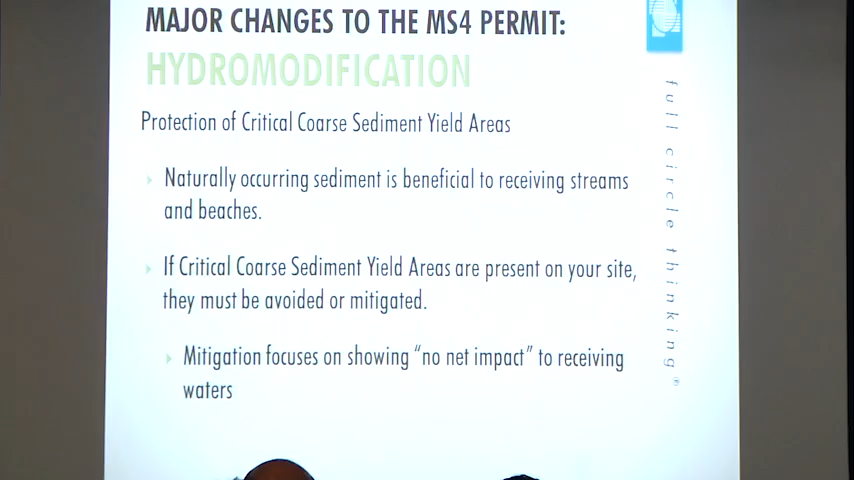 MAJOR CHANGES TO THE MS4 PERMIT:
HYDROMODIFICATION
Protection of Critical Coarse Sediment Yield Areas
Naturally occurring sediment is beneficial to receiving streams
and beaches.
If Critical Coarse Sediment Yield Areas are present on your site,
they must be avoided or mitigated.
Mitigation focuses on showing “no net impact” to receiving
waters
full circle thinking®